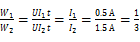 W₁/W₂ = UI₁t/UI₂t = I₁/I₂ = 0.5 A/1.5 A = 1/3